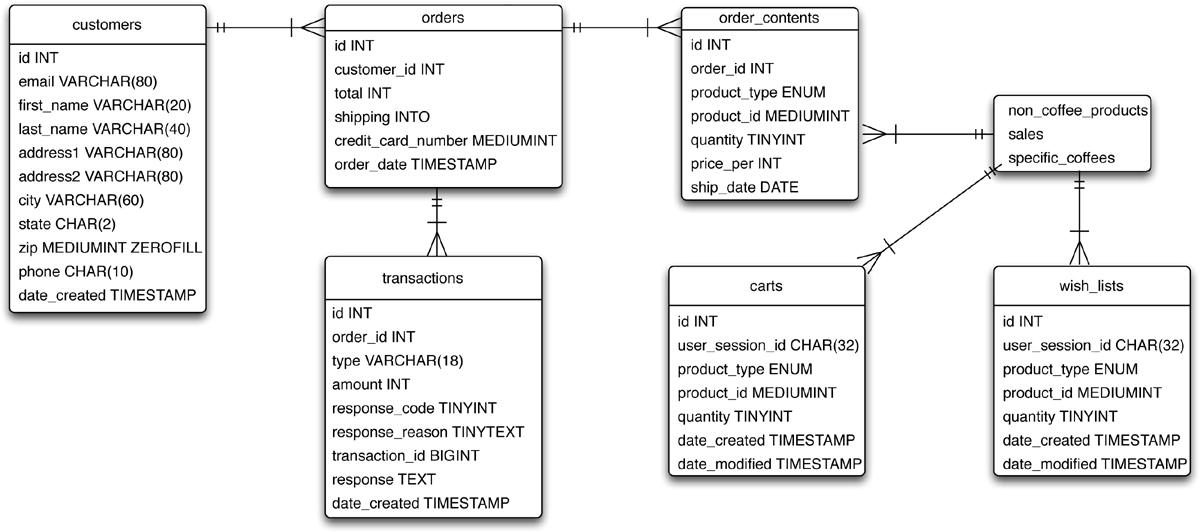 customers
id INT
email VARCHAR(80)
first_name VARCHAR(20)
last_name VARCHAR(40)
address1 VARCHAR(80)
address2 VARCHAR(80)
city VARCHAR(60)
state CHAR(2)
zip MEDIUMINT ZEROFILL
phone CHAR(10)
date_created TIMESTAMP
orders
id INT
customer_id INT
total INT
shipping INTO
credit_card_number MEDIUMINT
order_date TIMESTAMP
order_contents
id INT
order_id INT
product_type ENUM
product_id MEDIUMINT
quantity TINYINT
price_per INT
ship_date DATE
non_coffee_products
sales
specific_coffees
transactions
id INT
order_id INT
type VARCHAR(18)
amount INT
response_code TINYINT
response_reason TINYTEXT
transaction_id BIGINT
response TEXT
date_created TIMESTAMP
carts
id INT
user_session_id CHAR(32)
product_type ENUM
product_id MEDIUMINT
quantity TINYINT
date_created TIMESTAMP
date_modified TIMESTAMP
wish_lists
id INT
user_session_id CHAR(32)
product_type ENUM
product_id MEDIUMINT
quantity TINYINT
date_created TIMESTAMP
date_modified TIMESTAMP